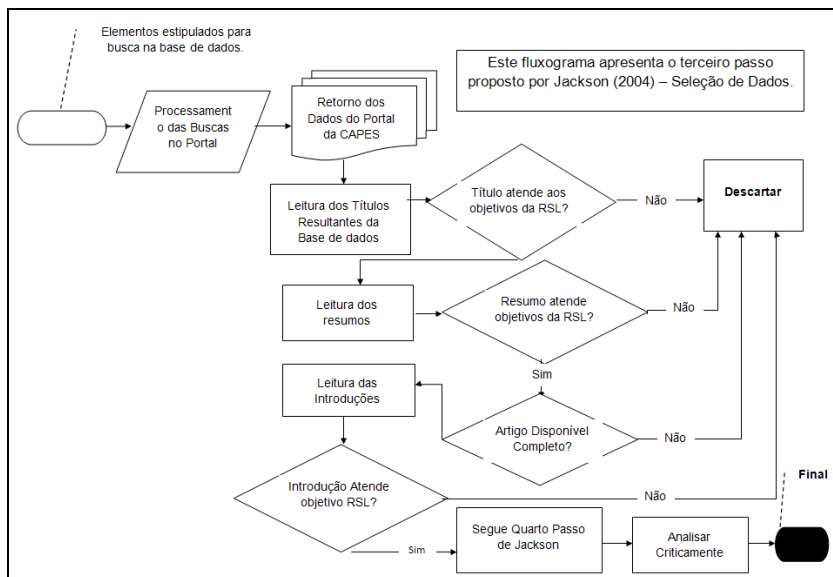 Elementos estipulados para
busca na base de dados.
Este fluxograma apresenta o terceiro passo
proposto por Jackson (2004) – Seleção de Dados.
Processament
o das Buscas
no Portal
Retorno dos
Dados do Portal
da CAPES
Leitura dos Títulos
Resultantes da
Base de dados
Título atende aos
objetivos da RSL?
Não
Descartar
Leitura dos
resumos
Resumo atende
objetivos da RSL?
Não
Sim
Leitura das
Introduções
Artigo Disponível
Completo?
Não
Introdução Atende
objetivo RSL?
Não
Sim
Segue Quarto Passo
de Jackson
Analisar
Criticamente
Final